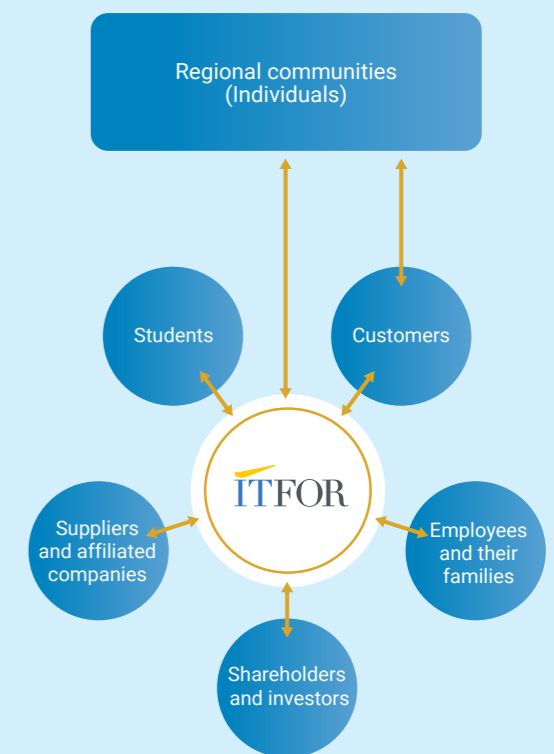 Regional communities
(Individuals)
Students
Customers
ITFOR
Suppliers
and affiliated
companies
Employees
and their
families
Shareholders
and investors